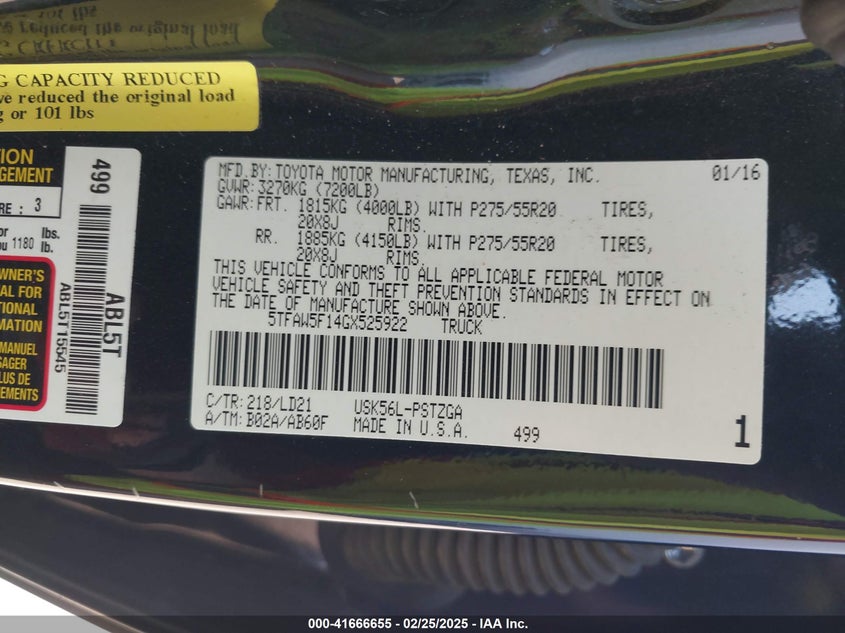 G CAPACITY REDUCED
ve reduced the original load
g or 101 lbs
TION
GEMENT
RE : 3
or lbs.
ou 1180 lb.
WNER'S
AL FOR
TIONAL
RMATION
MANUEL
SAGER
LUS DE
EMENTS
499
ABL5T
ABL5T15545
MFD.BY: TOYOTA MOTOR MANUFACTURING, TEXAS, INC. 01/16
GVWR: 3270KG (7200LB)
GAWR: FRT. 1815KG (4000LB) WITH P275/55R20 TIRES,
20X8J RIMS.
RR. 1885KG (4150LB) WITH P275/55R20 TIRES,
20X8J RIMS.
THIS VEHICLE CONFORMS TO ALL APPLICABLE FEDERAL MOTOR
VEHICLE SAFETY AND THEFT PREVENTION STANDARDS IN EFFECT ON
THE DATE OF MANUFACTURE SHOWN ABOVE.
5TFAW5F14GX525922 TRUCK
C/TR: 218/LD21 USK56L-PSTZGA
A/TM: B02A/AB60F MADE IN U.S.A. 499 1
000-41666655 - 02/25/2025 - IAA Inc.